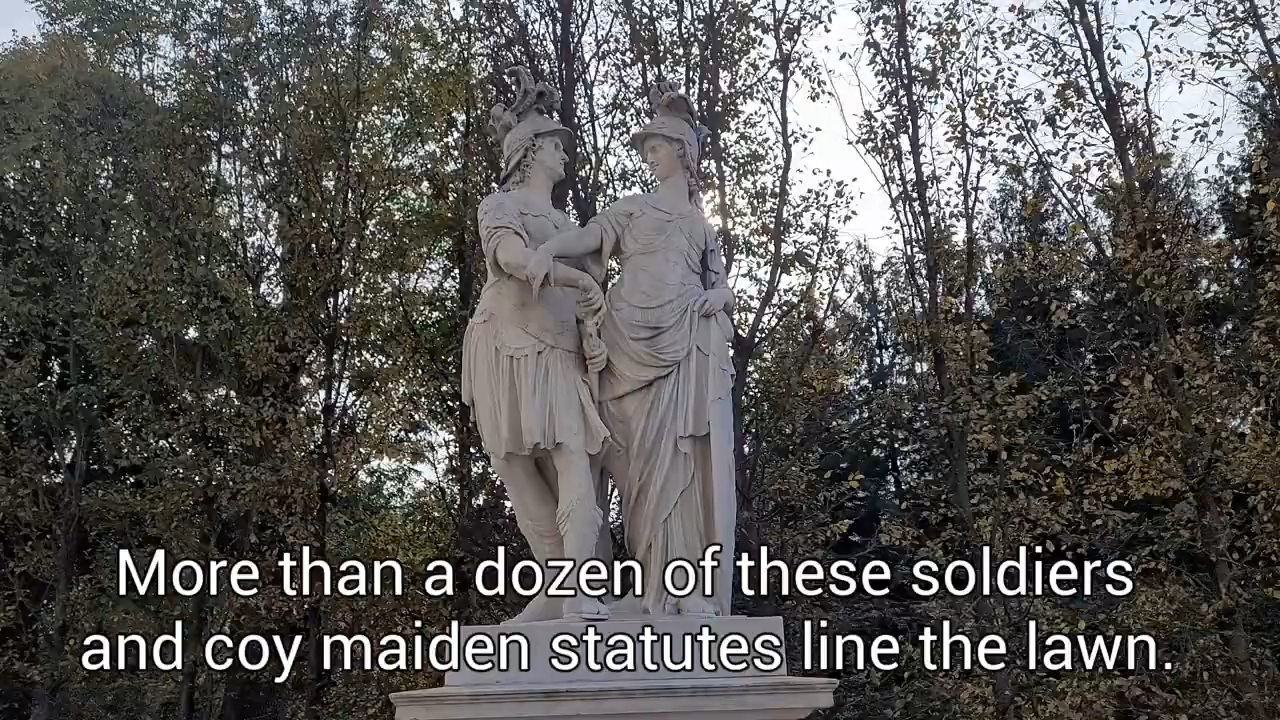 More than a dozen of these soldiers
and coy maiden statutes line the lawn.